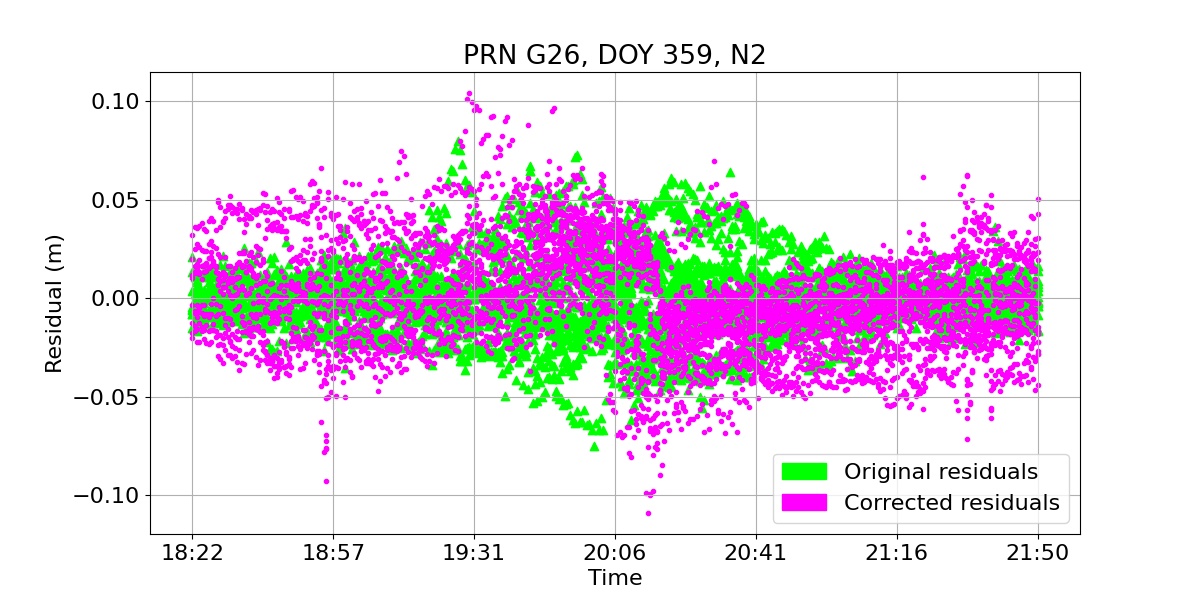 PRN G26, DOY 359, N2
Residual (m)
0.10
0.05
0.00
−0.05
−0.10
Original residuals
Corrected residuals
18:22 18:57 19:31 20:06 20:41 21:16 21:50
Time